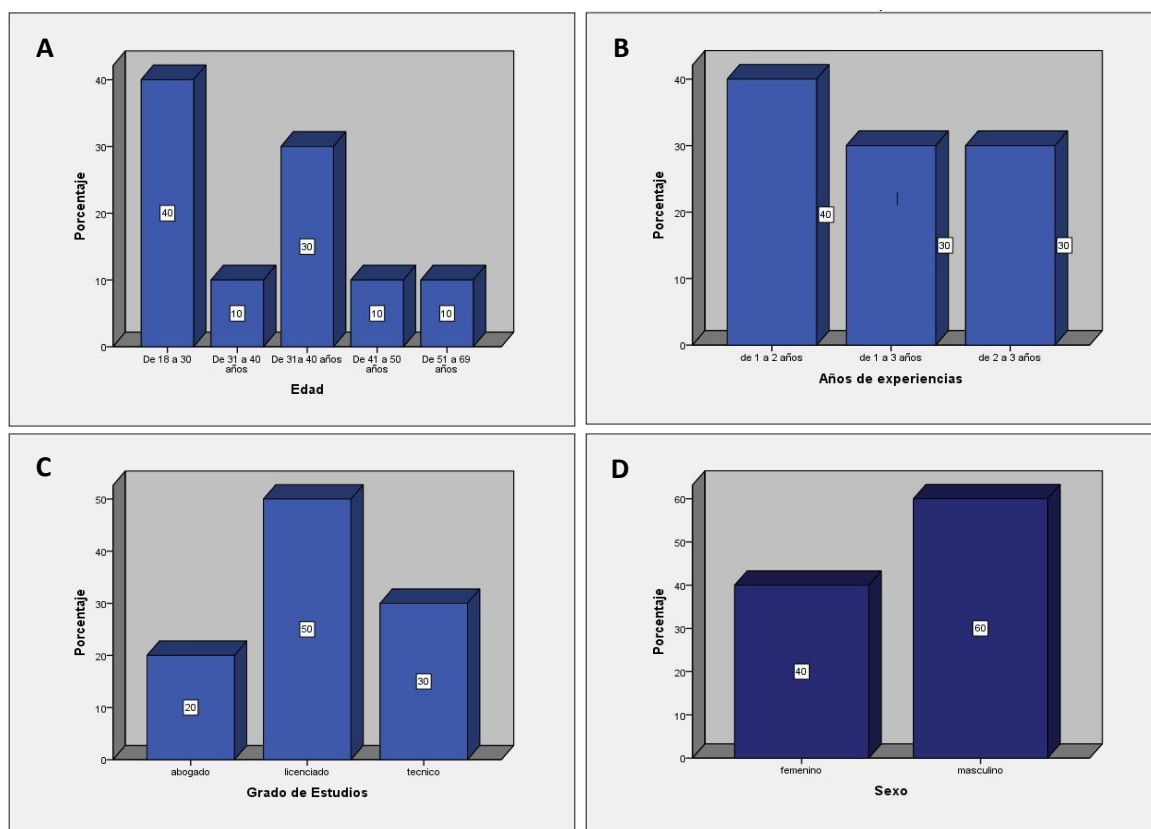 A
Porcentaje
40
30
20
10
0
40
10
30
10
10
De 18 a 30
De 31 a 40 años
De 31a 40 años
De 41 a 50 años
De 51 a 69 años
Edad
B
Porcentaje
40
30
20
10
0
40
30
30
de 1 a 2 años
de 1 a 3 años
de 2 a 3 años
Años de experiencias
C
Porcentaje
50
40
30
20
10
0
20
50
30
abogado
licenciado
tecnico
Grado de Estudios
D
Porcentaje
60
50
40
30
20
10
0
40
60
femenino
masculino
Sexo